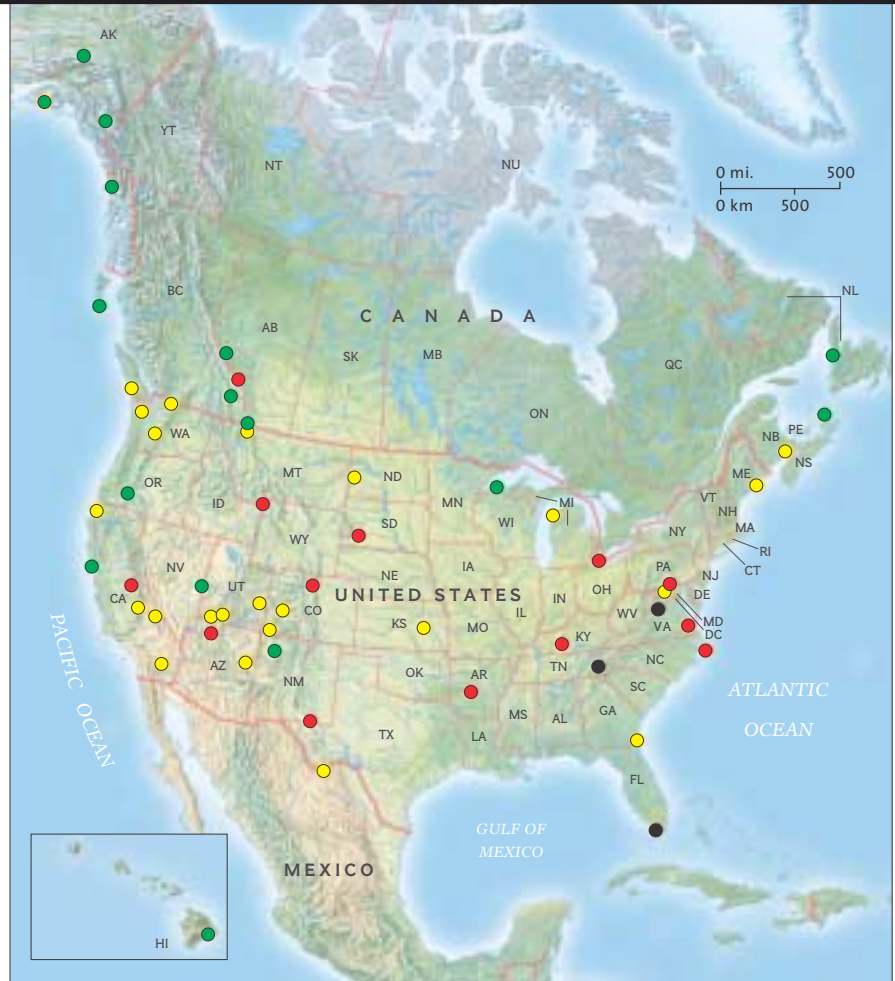 AK
YT
NT
NU
0 mi. 500
0 km 500
BC
NL
C A N A D A
AB
SK
MB
QC
ON
NB
PE
NS
WA
MT
ND
ME
OR
ID
MN
MI
VT
NH
WI
SD
MA
NY
WY
RI
CT
NV
IA
PA
NJ
UT
NE
OH
DE
CA
CO
UNITED STATES
IN
IL
WV
MD
KS
MO
VA
DC
KY
AZ
OK
AR
TN
NC
NM
SC
ATLANTIC
OCEAN
PACIFIC OCEAN
MS
AL
GA
TX
LA
FL
GULF OF
MEXICO
MEXICO
HI